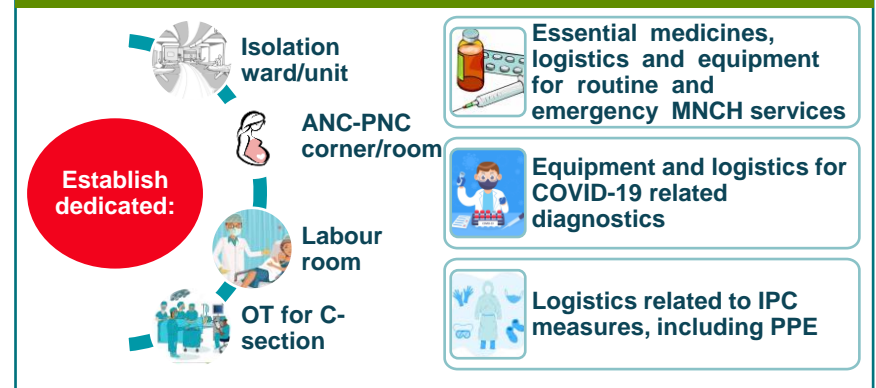 Establish
dedicated:
Isolation
ward/unit
ANC-PNC
corner/room
Labour
room
OT for C-
section
Essential medicines,
logistics and equipment
for routine and
emergency MNCH services
Equipment and logistics for
COVID-19 related
diagnostics
Logistics related to IPC
measures, including PPE